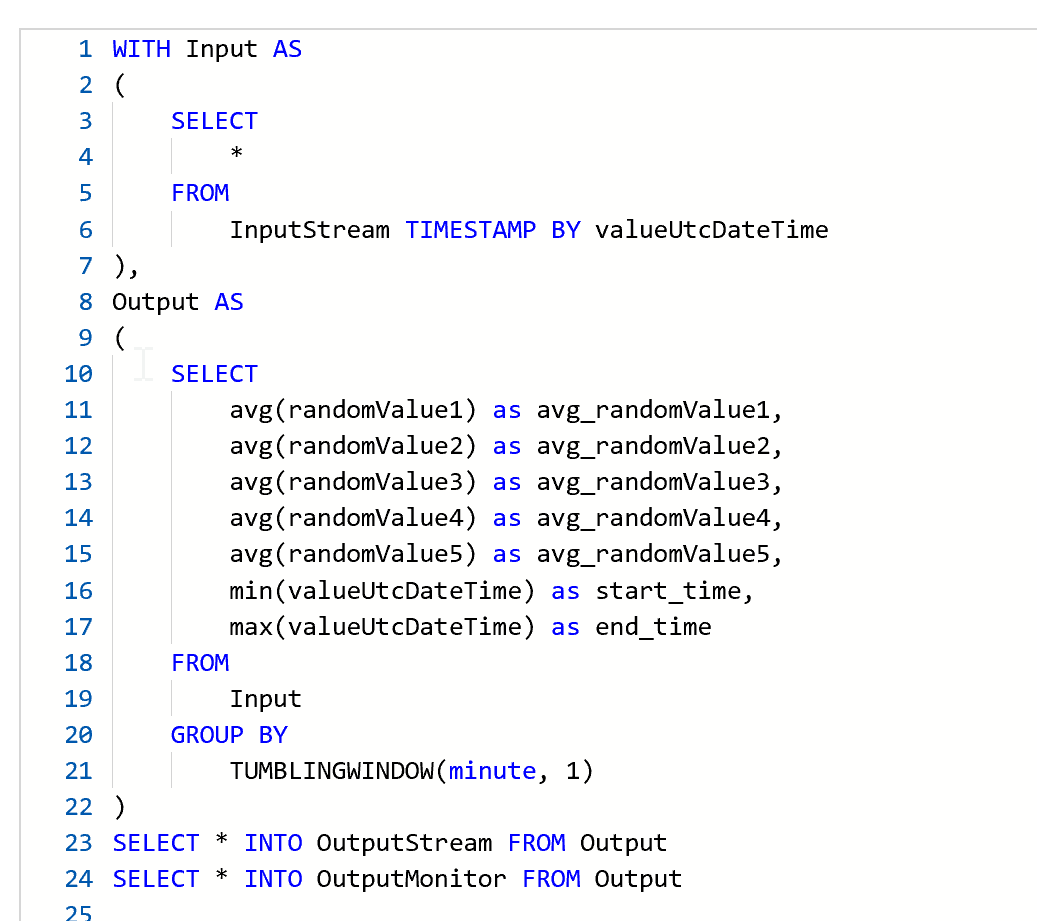 1 WITH Input AS
2 (
3     SELECT
4         *
5     FROM
6         InputStream TIMESTAMP BY valueUtcDateTime
7 ),
8 Output AS
9 (
10     SELECT
11         avg(randomValue1) as avg_randomValue1,
12         avg(randomValue2) as avg_randomValue2,
13         avg(randomValue3) as avg_randomValue3,
14         avg(randomValue4) as avg_randomValue4,
15         avg(randomValue5) as avg_randomValue5,
16         min(valueUtcDateTime) as start_time,
17         max(valueUtcDateTime) as end_time
18     FROM
19         Input
20     GROUP BY
21         TUMBLINGWINDOW(minute, 1)
22 )
23 SELECT * INTO OutputStream FROM Output
24 SELECT * INTO OutputMonitor FROM Output
25